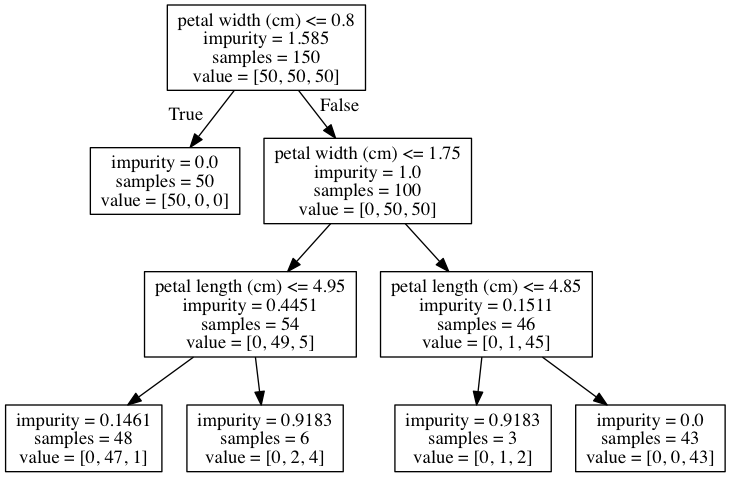 petal width (cm) <= 0.8
impurity = 1.585
samples = 150
value = [50, 50, 50]
True
False
impurity = 0.0
samples = 50
value = [50, 0, 0]
petal width (cm) <= 1.75
impurity = 1.0
samples = 100
value = [0, 50, 50]
petal length (cm) <= 4.95
impurity = 0.4451
samples = 54
value = [0, 49, 5]
petal length (cm) <= 4.85
impurity = 0.1511
samples = 46
value = [0, 1, 45]
impurity = 0.1461
samples = 48
value = [0, 47, 1]
impurity = 0.9183
samples = 6
value = [0, 2, 4]
impurity = 0.9183
samples = 3
value = [0, 1, 2]
impurity = 0.0
samples = 43
value = [0, 0, 43]